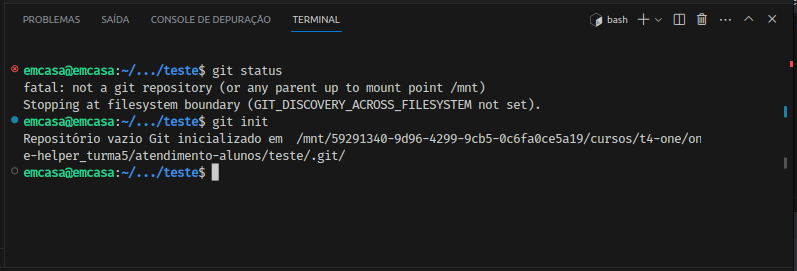 PROBLEMAS SAÍDA CONSOLE DE DEPURAÇÃO TERMINAL bash
emcasa@emcasa:~/.../teste$ git status
fatal: not a git repository (or any parent up to mount point /mnt)
Stopping at filesystem boundary (GIT_DISCOVERY_ACROSS_FILESYSTEM not set).
emcasa@emcasa:~/.../teste$ git init
Repositório vazio Git inicializado em  /mnt/59291340-9d96-4299-9cb5-0c6fa0ce5a19/cursos/t4-one/on
e-helper_turma5/atendimento-alunos/teste/.git/
emcasa@emcasa:~/.../teste$